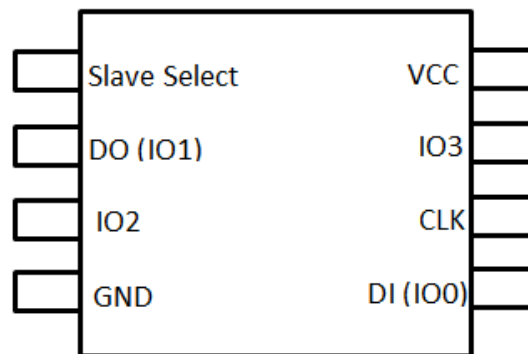 Slave Select
VCC
DO (IO1)
IO3
IO2
CLK
GND
DI (IO0)